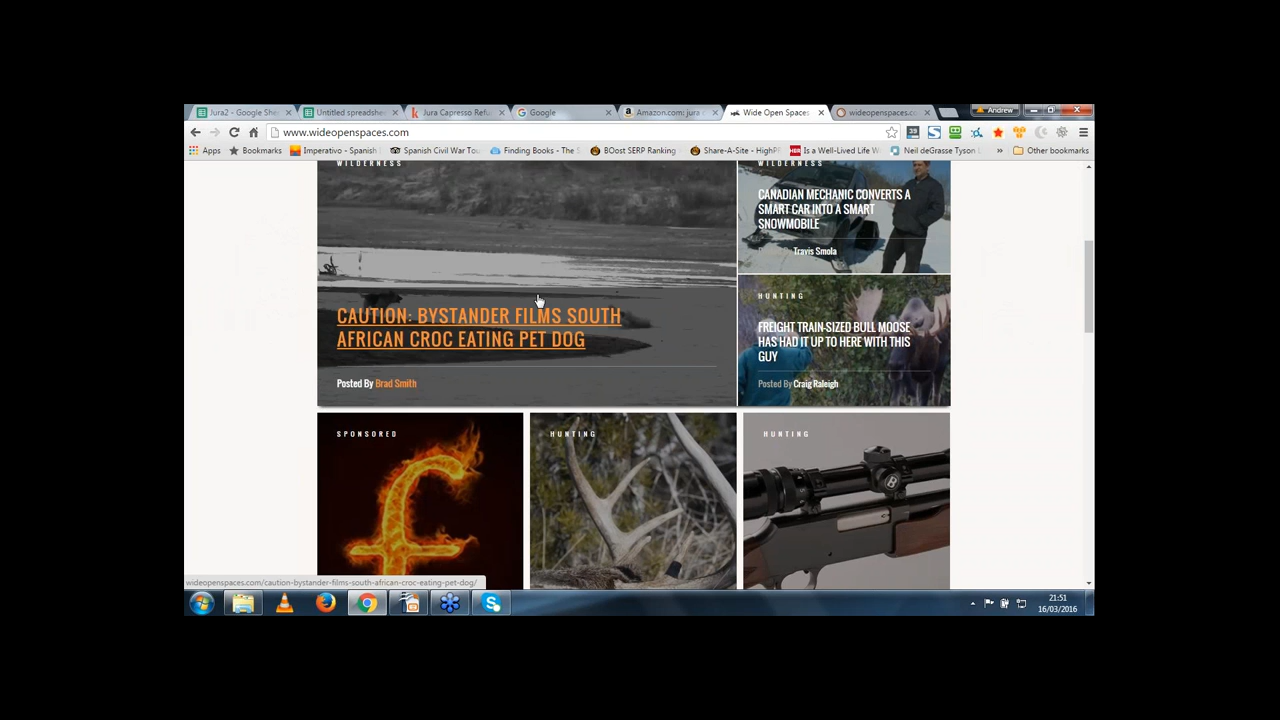 Jura2 - Google She
Untitled spreadshee
Jura Capresso Refu
Google
Amazon.com: jura
Wide Open Spaces
wideopenspaces.co
Andrew
www.wideopenspaces.com
Apps
Bookmarks
Imperativo - Spanish
Spanish Civil War Tou
Finding Books - The S
BOost SERP Ranking
Share-A-Site - HighP
HBR
Is a Well-Lived Life W
Neil deGrasse Tyson
»
Other bookmarks
WILDERNESS
CAUTION: BYSTANDER FILMS SOUTH
AFRICAN CROC EATING PET DOG
Posted By Brad Smith
WILDERNESS
CANADIAN MECHANIC CONVERTS A
SMART CAR INTO A SMART
SNOWMOBILE
Travis Smola
HUNTING
FREIGHT TRAIN-SIZED BULL MOOSE
HAS HAD IT UP TO HERE WITH THIS
GUY
Posted By Craig Raleigh
SPONSORED
£
HUNTING
HUNTING
B
wideopenspaces.com/caution-bystander-films-south-african-croc-eating-pet-dog/
21:51
16/03/2016